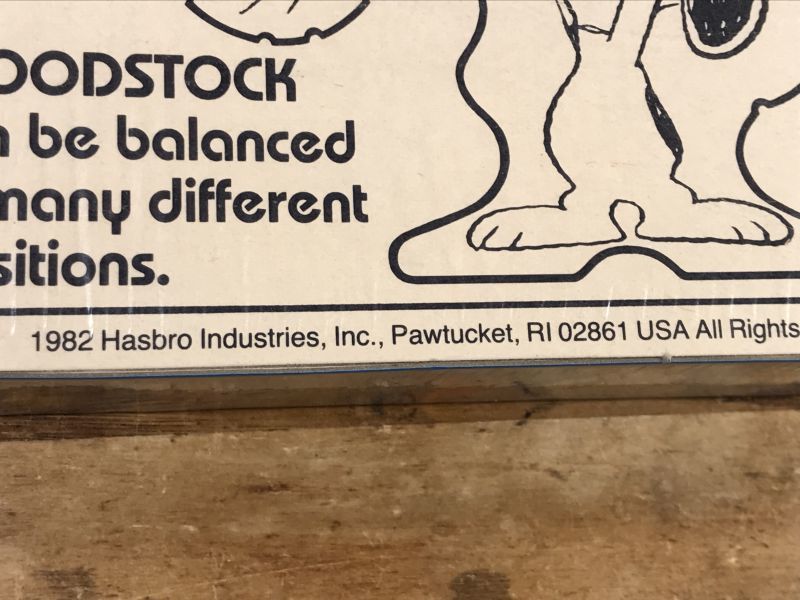 OODSTOCK
n be balanced
many different
sitions.
1982 Hasbro Industries, Inc., Pawtucket, RI 02861 USA All Rights